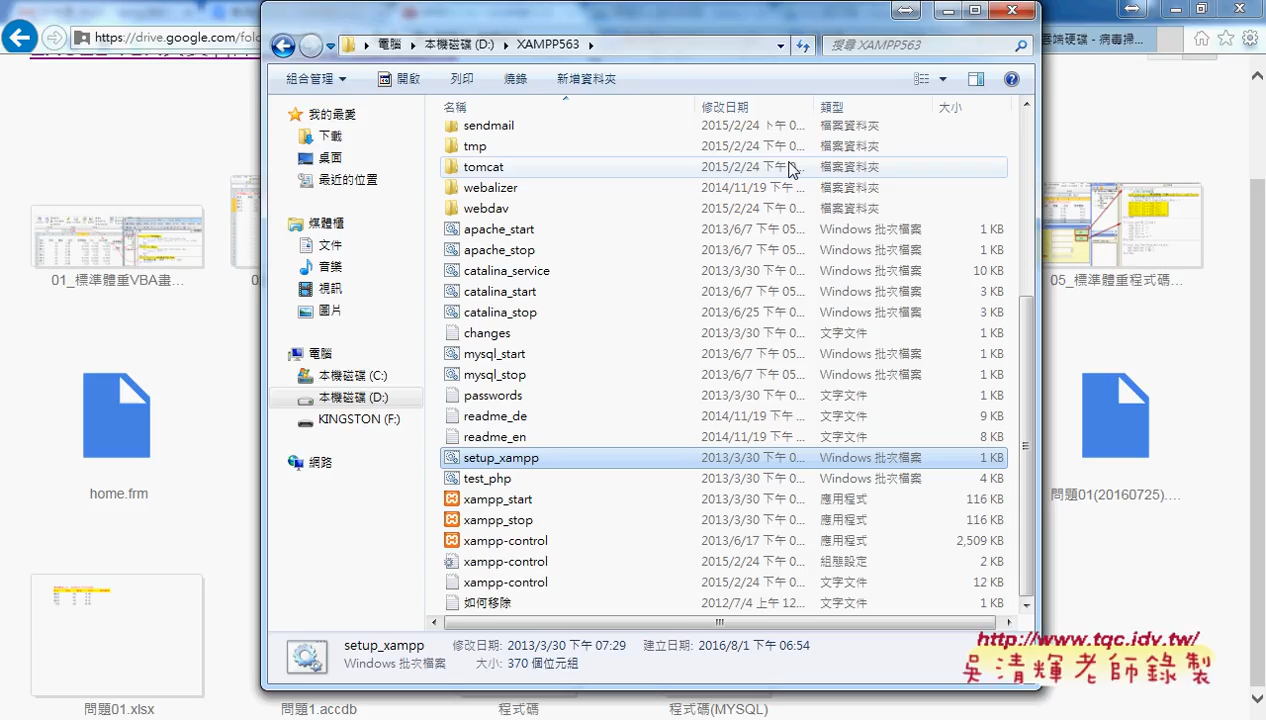 https://drive.google.com/fol
電腦 ▸ 本機磁碟 (D:) ▸ XAMPP563 ▸
搜尋 XAMPP563
雲端硬碟 - 病毒掃...
組合管理 ▼ 開啟 列印 燒錄 新增資料夾
名稱 修改日期 類型 大小
我的最愛
下載
桌面
最近的位置
媒體櫃
文件
音樂
視訊
圖片
電腦
本機磁碟 (C:)
本機磁碟 (D:)
KINGSTON (F:)
網路
sendmail 2015/2/24 下午 0... 檔案資料夾
tmp 2015/2/24 下午 0... 檔案資料夾
tomcat 2015/2/24 下午 0... 檔案資料夾
webalizer 2014/11/19 下午 ... 檔案資料夾
webdav 2015/2/24 下午 0... 檔案資料夾
apache_start 2013/6/7 下午 05... Windows 批次檔案 1 KB
apache_stop 2013/6/7 下午 05... Windows 批次檔案 1 KB
catalina_service 2013/3/30 下午 0... Windows 批次檔案 10 KB
catalina_start 2013/6/7 下午 05... Windows 批次檔案 3 KB
catalina_stop 2013/6/25 下午 0... Windows 批次檔案 3 KB
changes 2013/3/30 下午 0... 文字文件 1 KB
mysql_start 2013/6/7 下午 05... Windows 批次檔案 1 KB
mysql_stop 2013/6/7 下午 05... Windows 批次檔案 1 KB
passwords 2013/3/30 下午 0... 文字文件 1 KB
readme_de 2014/11/19 下午 ... 文字文件 9 KB
readme_en 2014/11/19 下午 ... 文字文件 8 KB
setup_xampp 2013/3/30 下午 0... Windows 批次檔案 1 KB
test_php 2013/3/30 下午 0... Windows 批次檔案 4 KB
xampp_start 2013/3/30 下午 0... 應用程式 116 KB
xampp_stop 2013/3/30 下午 0... 應用程式 116 KB
xampp-control 2013/6/17 下午 0... 應用程式 2,509 KB
xampp-control 2015/2/24 下午 0... 組態設定 2 KB
xampp-control 2015/2/24 下午 0... 文字文件 12 KB
如何移除 2012/7/4 上午 12... 文字文件 1 KB
setup_xampp 修改日期: 2013/3/30 下午 07:29 建立日期: 2016/8/1 下午 06:54
Windows 批次檔案 大小: 370 個位元組
01_標準體重VBA畫...
05_標準體重程式碼...
home.frm
問題01(20160725)....
問題01.xlsx
問題1.accdb
程式碼
程式碼(MYSQL)
http://www.tqc.idv.tw/
吳清輝老師錄製